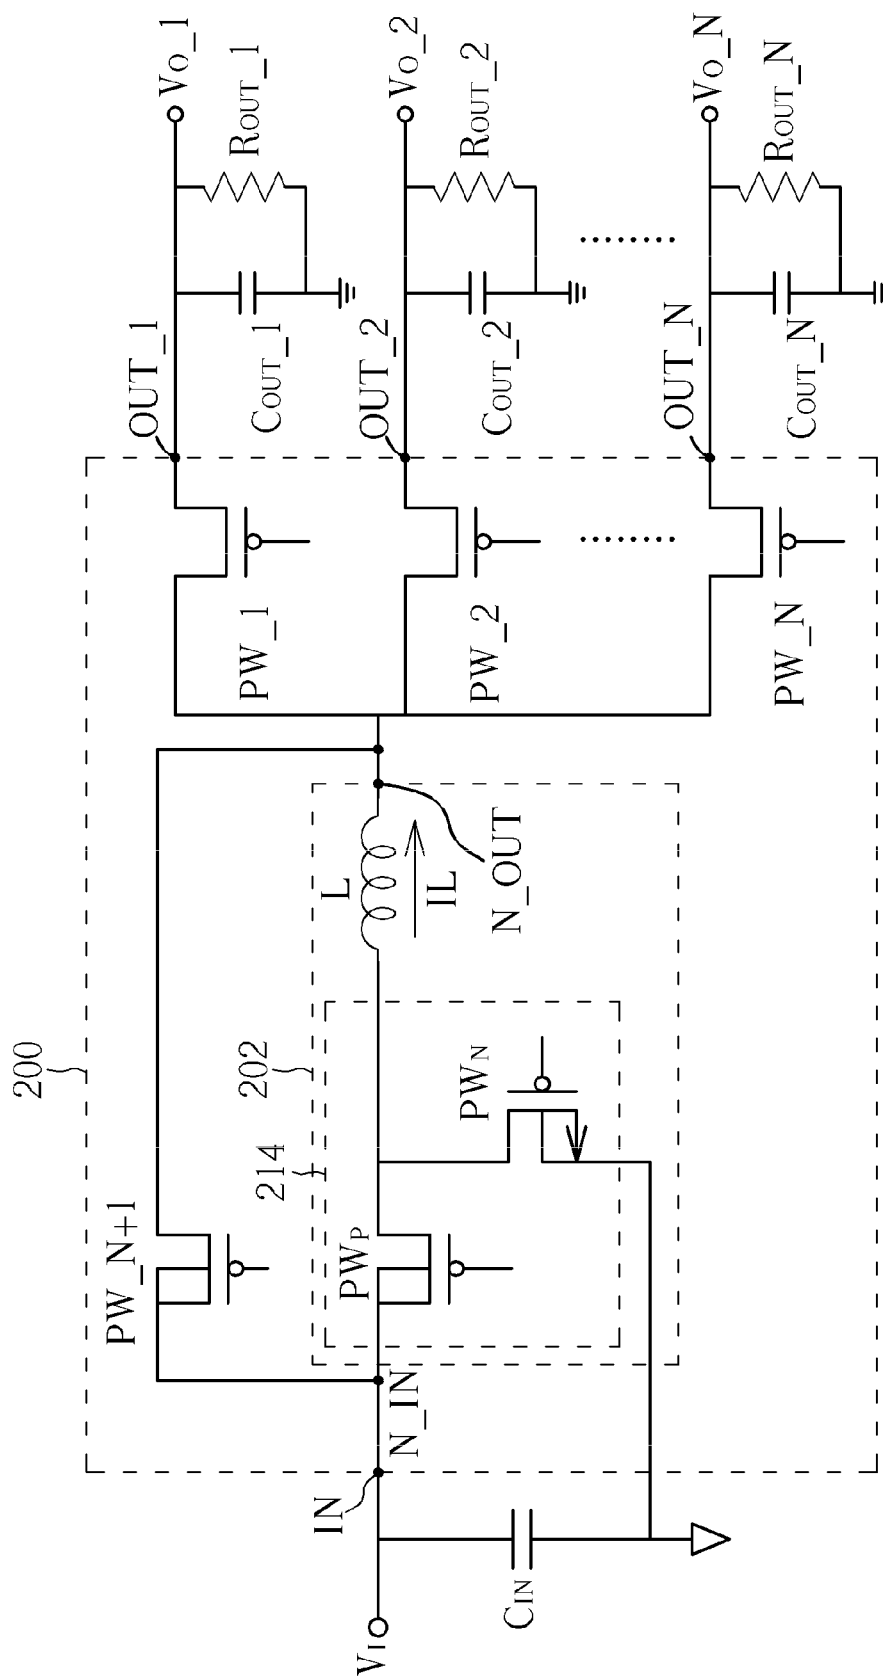 200
PW_N+1
202
214
PWP
PWN
L
IL
N_OUT
VI
CIN
IN
N_IN
PW_1
OUT_1
COUT_1
ROUT_1
VO_1
PW_2
OUT_2
COUT_2
ROUT_2
VO_2
........
........
PW_N
OUT_N
COUT_N
ROUT_N
VO_N